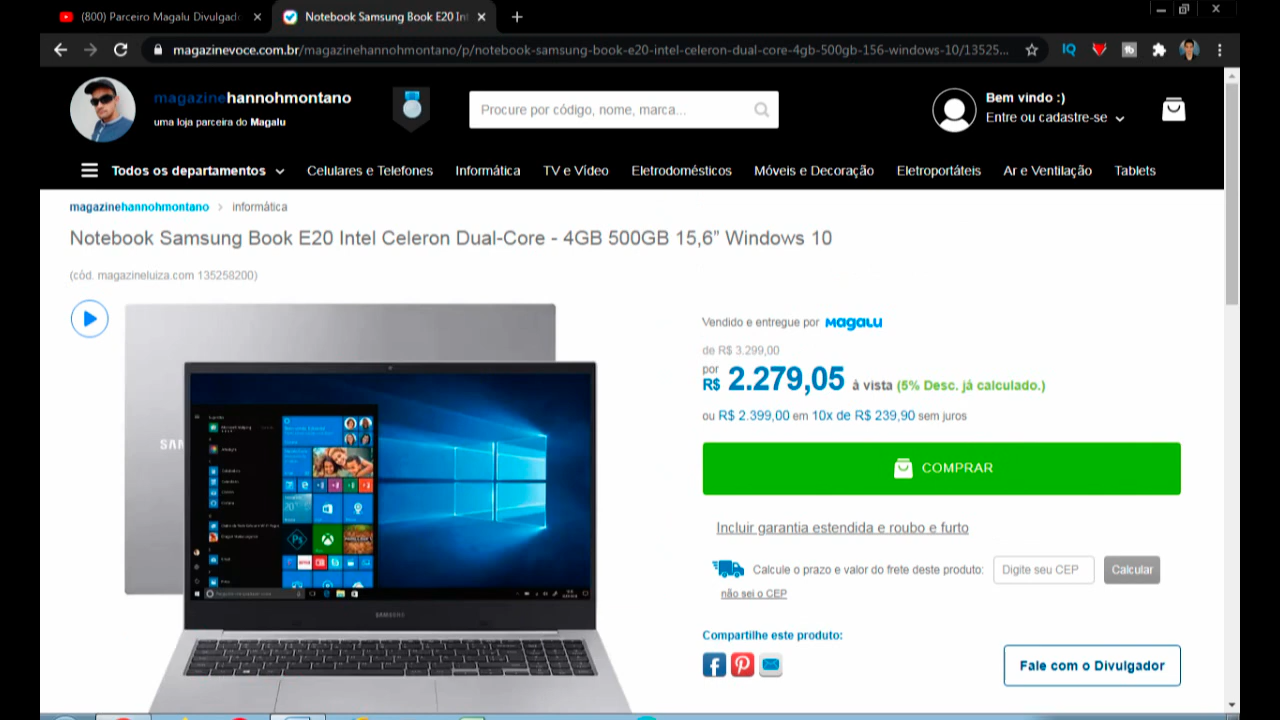 (800) Parceiro Magalu Divulgado
Notebook Samsung Book E20 Int
magazinevoce.com.br/magazinehannohmontano/p/notebook-samsung-book-e20-intel-celeron-dual-core-4gb-500gb-156-windows-10/13525...
magazinehannohmontano
uma loja parceira do Magalu
Procure por código, nome, marca...
Bem vindo :)
Entre ou cadastre-se
Todos os departamentos
Celulares e Telefones
Informática
TV e Vídeo
Eletrodomésticos
Móveis e Decoração
Eletroportáteis
Ar e Ventilação
Tablets
magazinehannohmontano > informática
Notebook Samsung Book E20 Intel Celeron Dual-Core - 4GB 500GB 15,6” Windows 10
(cód. magazineluiza.com 135258200)
Vendido e entregue por MAGALU
de R$ 3.299,00
por
R$ 2.279,05 à vista (5% Desc. já calculado.)
ou R$ 2.399,00 em 10x de R$ 239,90 sem juros
COMPRAR
Incluir garantia estendida e roubo e furto
Calcule o prazo e valor do frete deste produto:
Digite seu CEP
Calcular
não sei o CEP
Compartilhe este produto:
Fale com o Divulgador
SAMSUNG